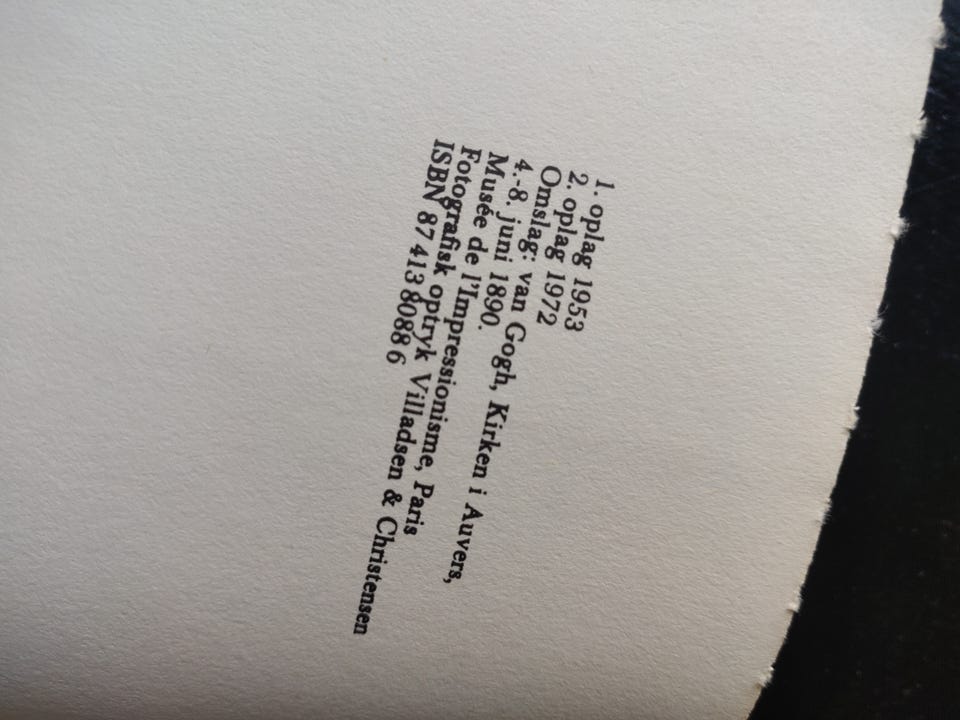 1. oplag 1953
2. oplag 1972
Omslag: van Gogh, Kirken i Auvers,
4.-8. juni 1890.
Musée de l'Impressionisme, Paris
Fotografisk optryk Villadsen & Christensen
ISBN 87 413 8088 6